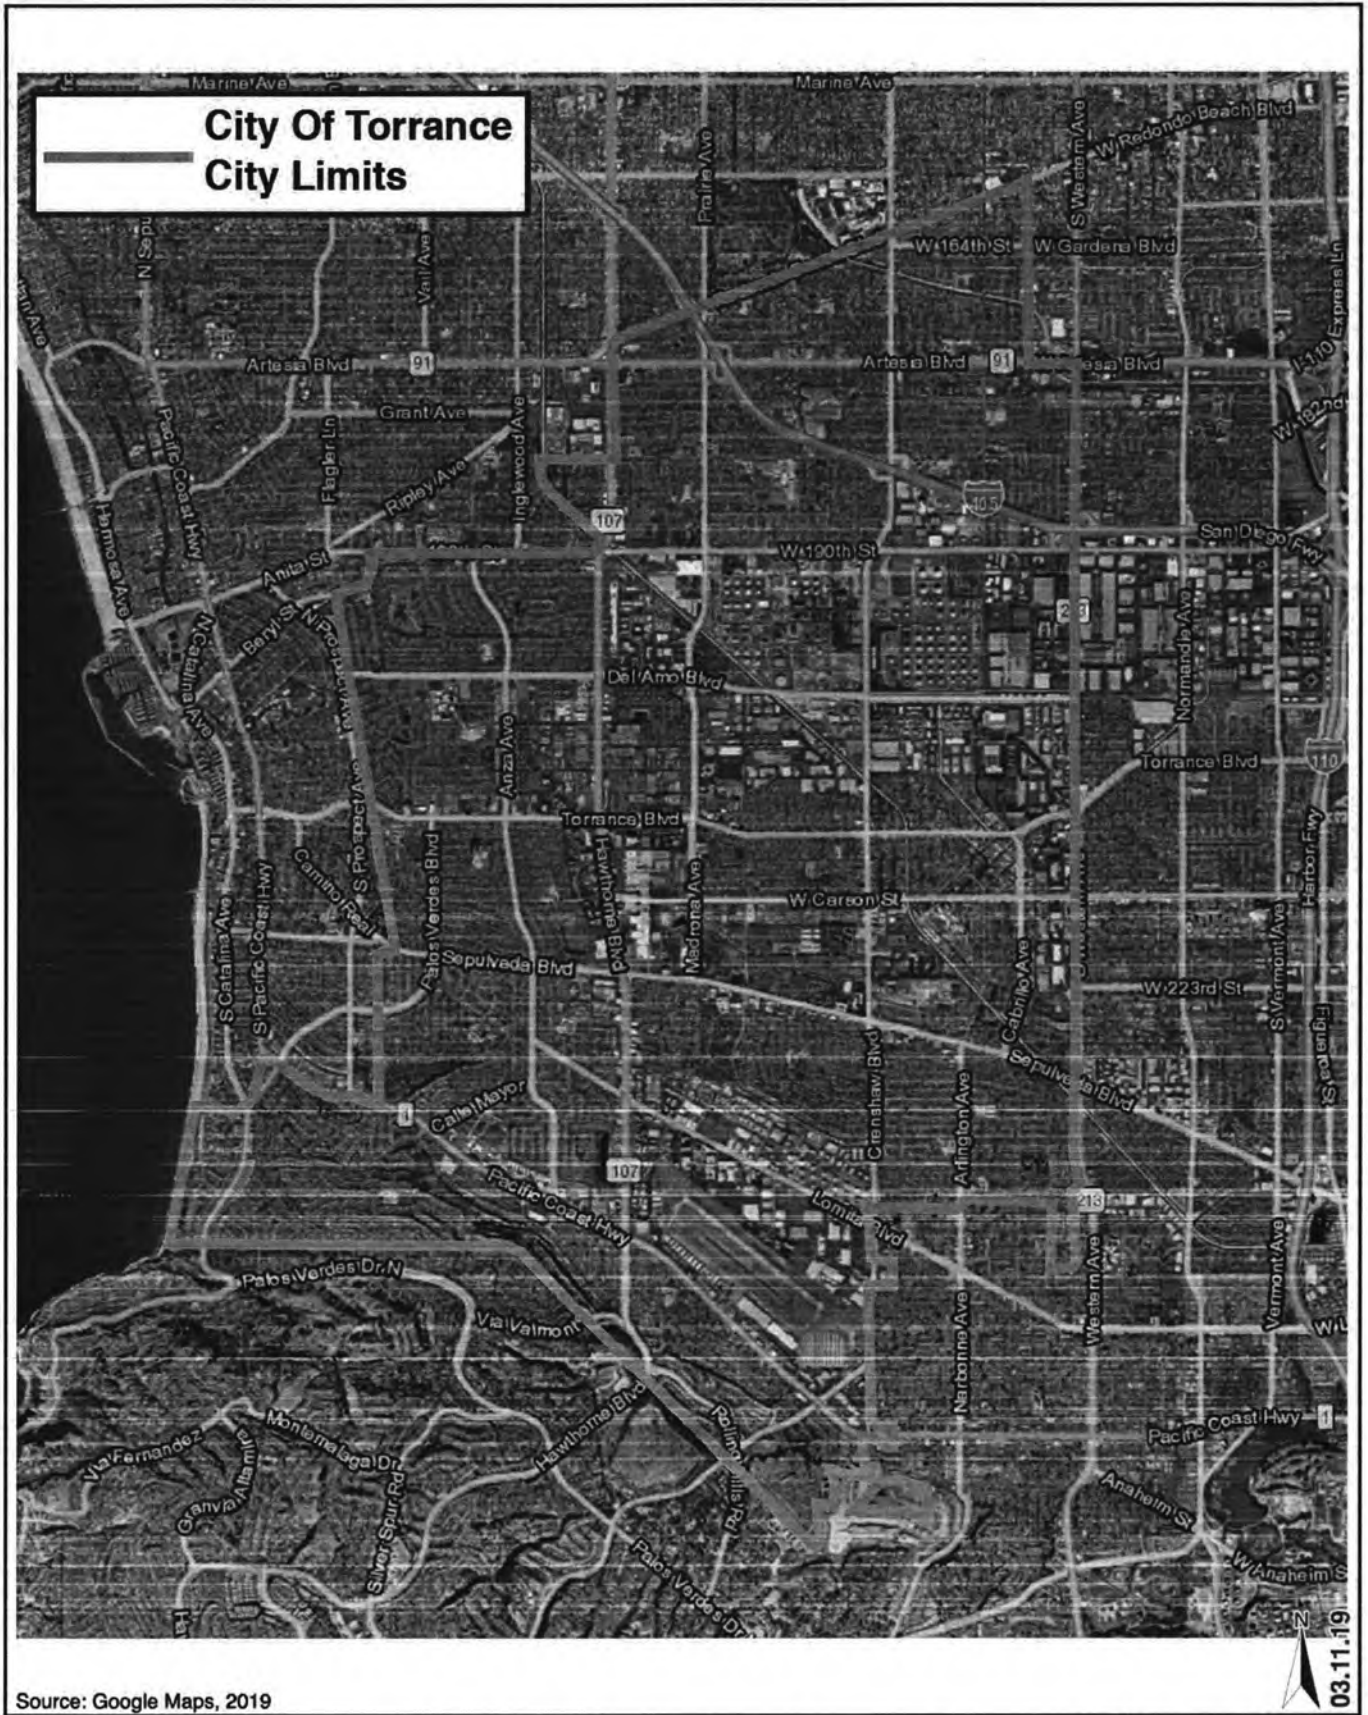 Marine Ave
Marine Ave
City Of Torrance
City Limits
W Redondo Beach Blvd
S Western Ave
Prairie Ave
N Sepu
Vail Ave
W 164th St
W Gardena Blvd
I-110 Express Ln
Artesia Blvd
91
Artesia Blvd
91
esia Blvd
Grant Ave
W 182nd
Pacific Coast Hwy
Flagler Ln
Ripley Ave
Inglewood Ave
Hermosa Ave
107
405
San Diego Fwy
W 190th St
Anita St
Beryl St
N Prospect Ave
N Catalina Ave
213
Normandie Ave
Del Amo Blvd
Anza Ave
Torrance Blvd
110
Torrance Blvd
S Prospect Ave
Camino Real
Palos Verdes Blvd
Hawthorne Blvd
Madrona Ave
W Carson St
Harbor Fwy
S Catalina Ave
S Pacific Coast Hwy
Sepulveda Blvd
Cabrillo Ave
W 223rd St
S Vermont Ave
Figueroa St
Crenshaw Blvd
Arlington Ave
Sepulveda Blvd
1
Calle Mayor
107
Pacific Coast Hwy
Lomita Blvd
213
Western Ave
Vermont Ave
Palos Verdes Dr N
Via Valmont
Narbonne Ave
W L
Hawthorne Blvd
Rolling Hills Rd
Pacific Coast Hwy
1
Via Fernandez
Montemalaga Dr
Granvia Altamira
Silver Spur Rd
Anaheim St
W Anaheim S
Palos Verdes Dr
Ha
N
03.11.19
Source: Google Maps, 2019